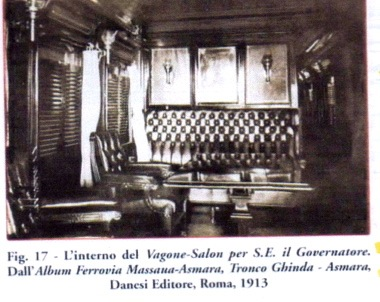 Fig. 17 - L'interno del Vagone-Salon per S.E. il Governatore.
Dall'Album Ferrovia Massaua-Asmara, Tronco Ghinda - Asmara,
Danesi Editore, Roma, 1913